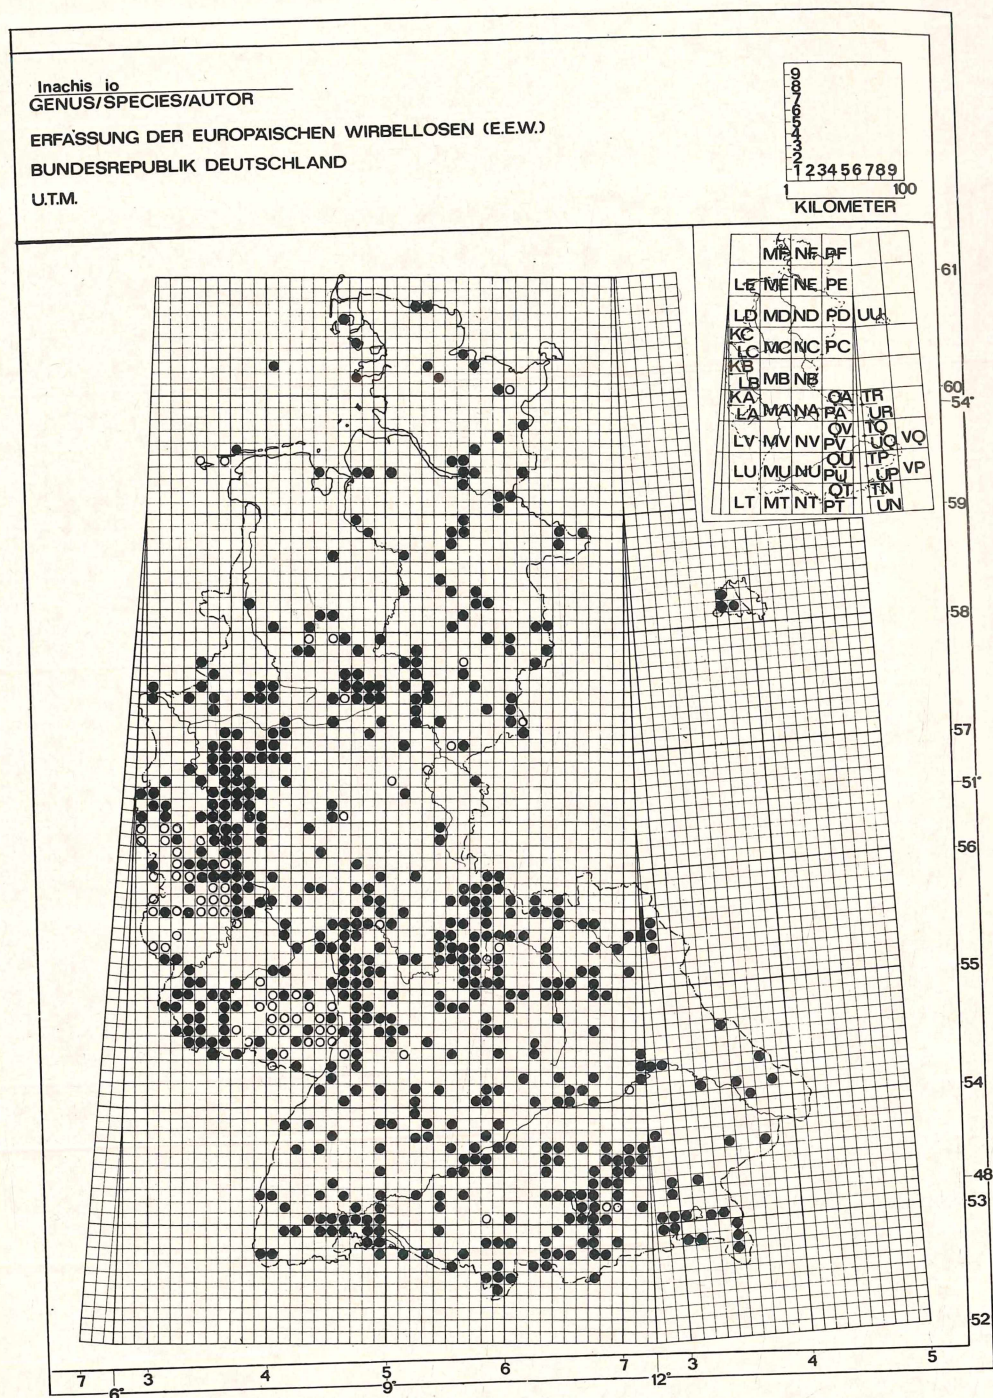 Inachis io
GENUS/SPECIES/AUTOR
ERFASSUNG DER EUROPÄISCHEN WIRBELLOSEN (E.E.W.)
BUNDESREPUBLIK DEUTSCHLAND
U.T.M.
9
8
7
6
5
4
3
2
1 2 3 4 5 6 7 8 9
1 100
KILOMETER
MF NF PF
LE ME NE PE
LD MD ND PD UU
KC
LC MC NC PC
KB
LB MB NB
KA QA TR
LA MA NA PA UR
QV TQ
LV MV NV PV UQ VQ
QU TP
LU MU NU PU UP VP
QT TN
LT MT NT PT UN
61
60
54°
59
58
57
51°
56
55
54
48
53
52
7 3 4 5 6 7 3 4 5
6° 9° 12°